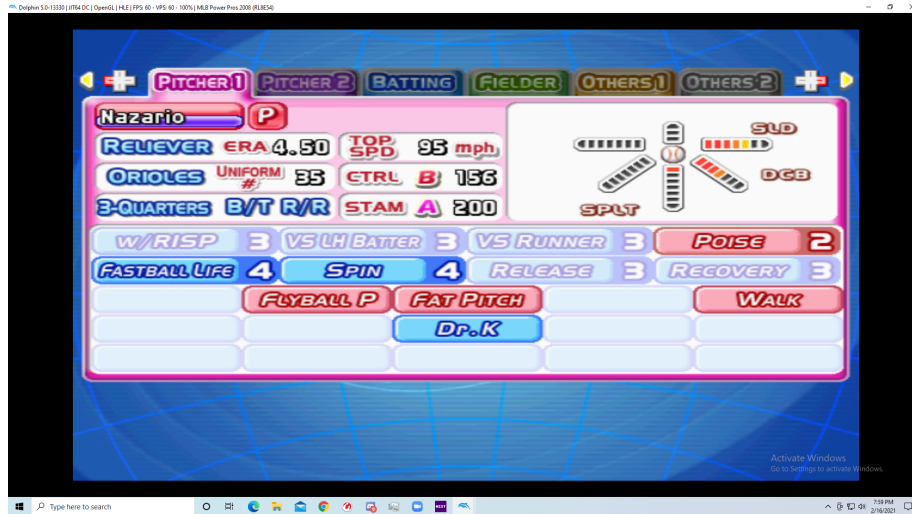 Dolphin 5.0-13330 | JIT64 DC | OpenGL | HLE | FPS: 60 - VPS: 60 - 100% | MLB Power Pros 2008 (RLBE54)
PITCHER 1 PITCHER 2 BATTING FIELDER OTHERS 1 OTHERS 2
Nazario P
RELIEVER ERA 4.50 TOP SPD 95 mph
ORIOLES UNIFORM # 35 CTRL B 156
3-QUARTERS B/T R/R STAM A 200
SLD
DCB
SPLT
W/RISP 3 VS LH BATTER 3 VS RUNNER 3 POISE 2
FASTBALL LIFE 4 SPIN 4 RELEASE 3 RECOVERY 3
FLYBALL P FAT PITCH WALK
Dr.K
Activate Windows
Go to Settings to activate Windows.
Type here to search
7:59 PM
2/16/2021